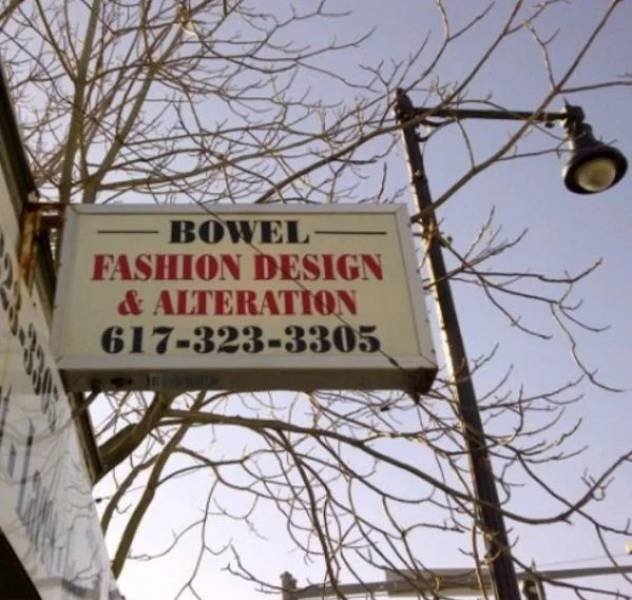 BOWEL
FASHION DESIGN
& ALTERATION
617-323-3305